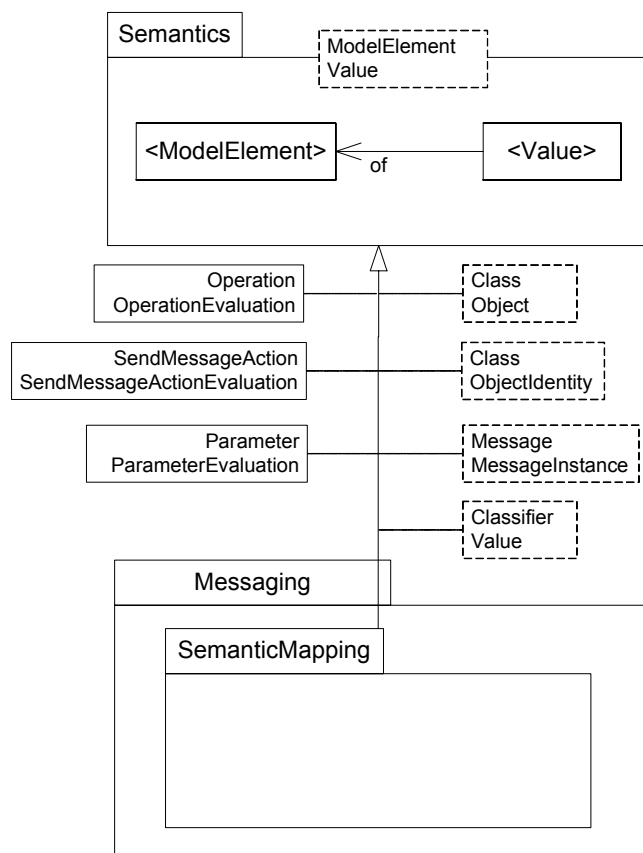 Semantics
ModelElement
Value
<ModelElement>
of
<Value>
Operation
OperationEvaluation
Class
Object
SendMessageAction
SendMessageActionEvaluation
Class
ObjectIdentity
Parameter
ParameterEvaluation
Message
MessageInstance
Classifier
Value
Messaging
SemanticMapping